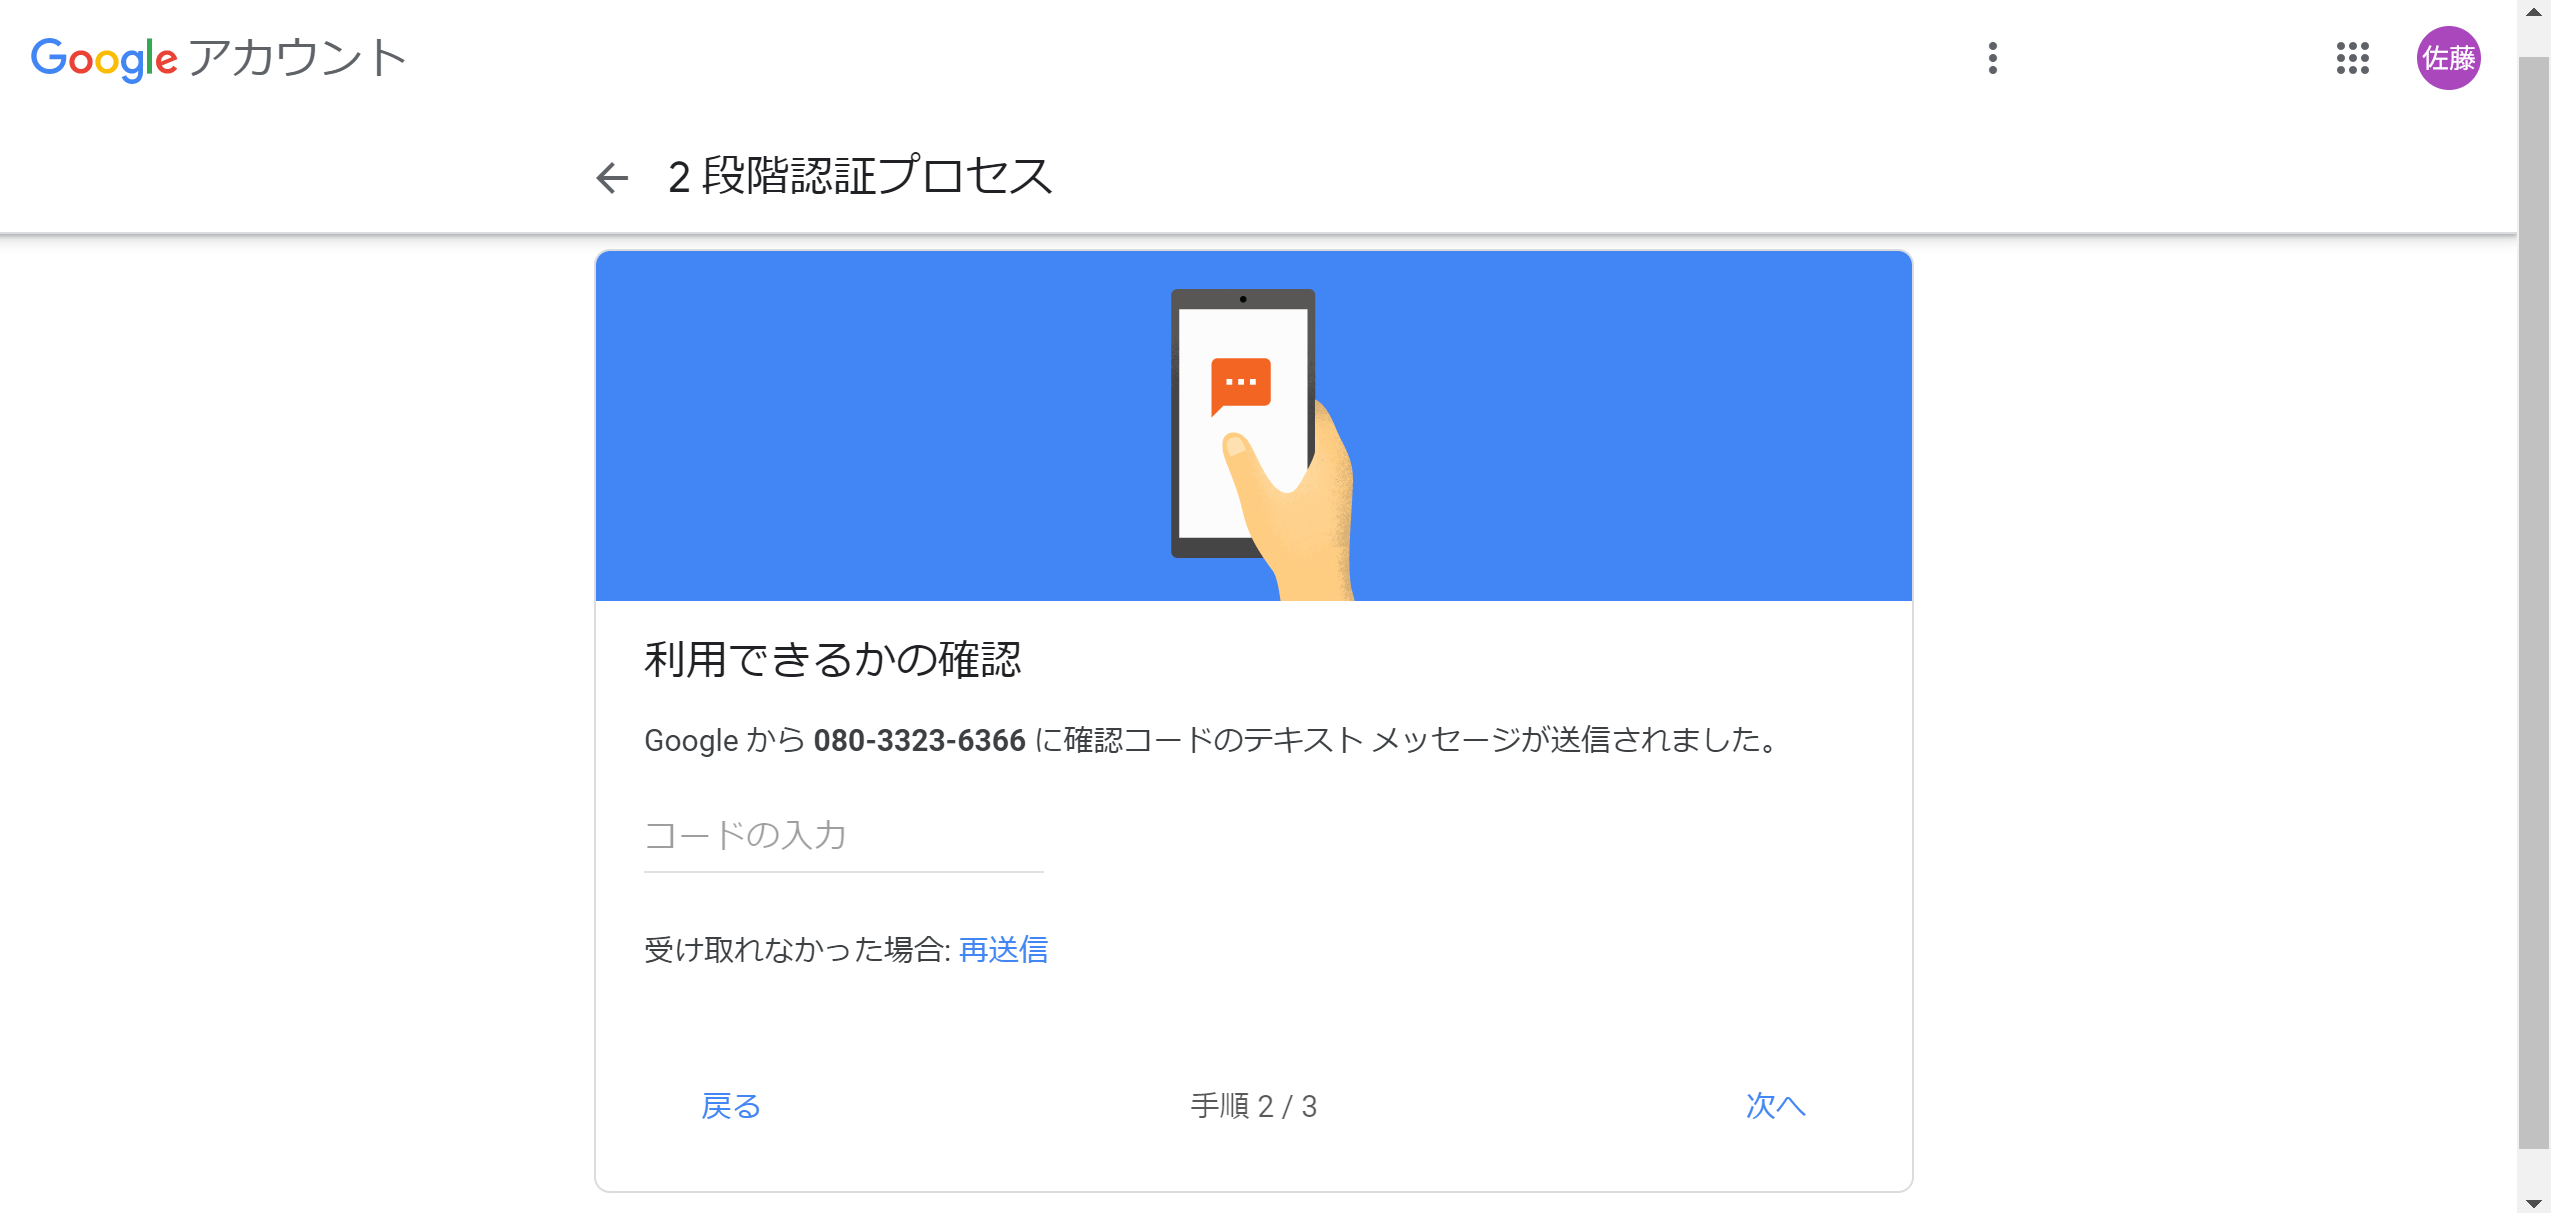 Google アカウント
佐藤
2 段階認証プロセス
利用できるかの確認
Google から 080-3323-6366 に確認コードのテキスト メッセージが送信されました。
コードの入力
受け取れなかった場合: 再送信
戻る
手順 2 / 3
次へ